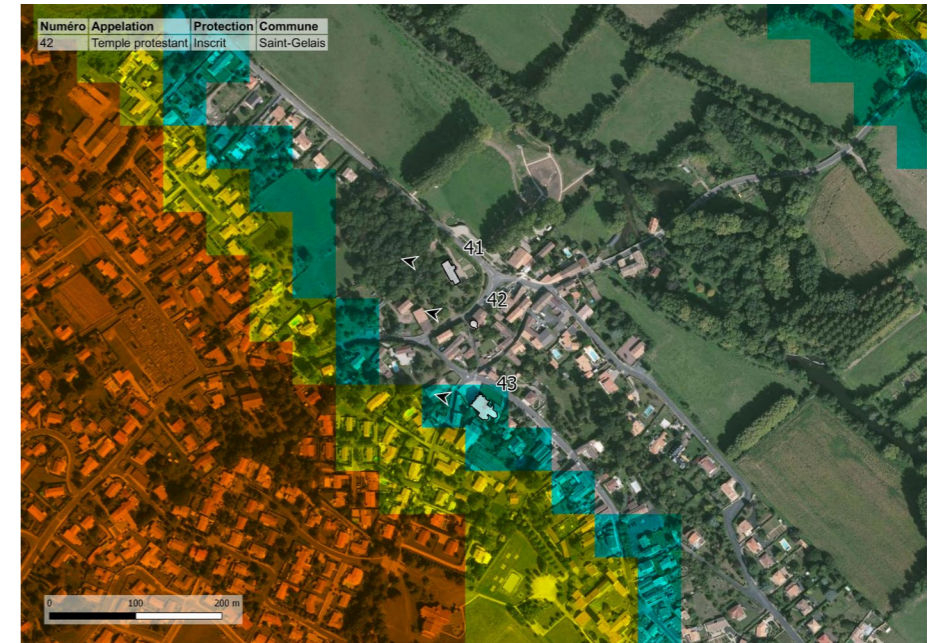 Numéro Appelation Protection Commune
42 Temple protestant Inscrit Saint-Gelais
41
42
43
0 100 200 m